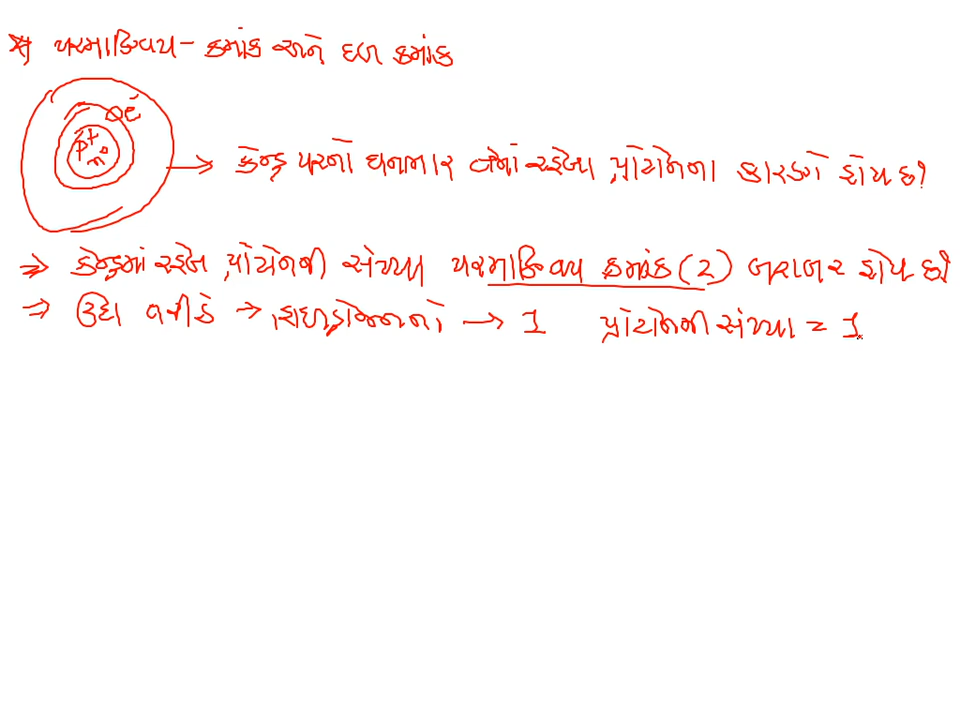 * પરમાણ્વિય - ક્રમાંક અને દળ ક્રમાંક
e⁻
p⁺
n⁰
→ કેન્દ્ર પરનો ધનભાર તેમાં રહેલા પ્રોટોનના કારણે હોય છે.
⇒ કેન્દ્રમાં રહેલ પ્રોટોનની સંખ્યા પરમાણ્વિય ક્રમાંક (Z) બરાબર હોય છે.
⇒ ઉદા તરીકે → હાઇડ્રોજનનો → 1 પ્રોટોનની સંખ્યા = 1